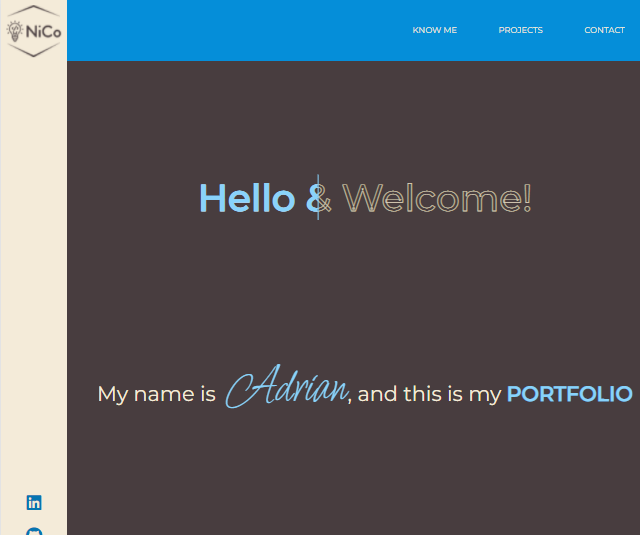 NiCo
KNOW ME PROJECTS CONTACT
Hello & Welcome!
My name is Adrian, and this is my PORTFOLIO
in